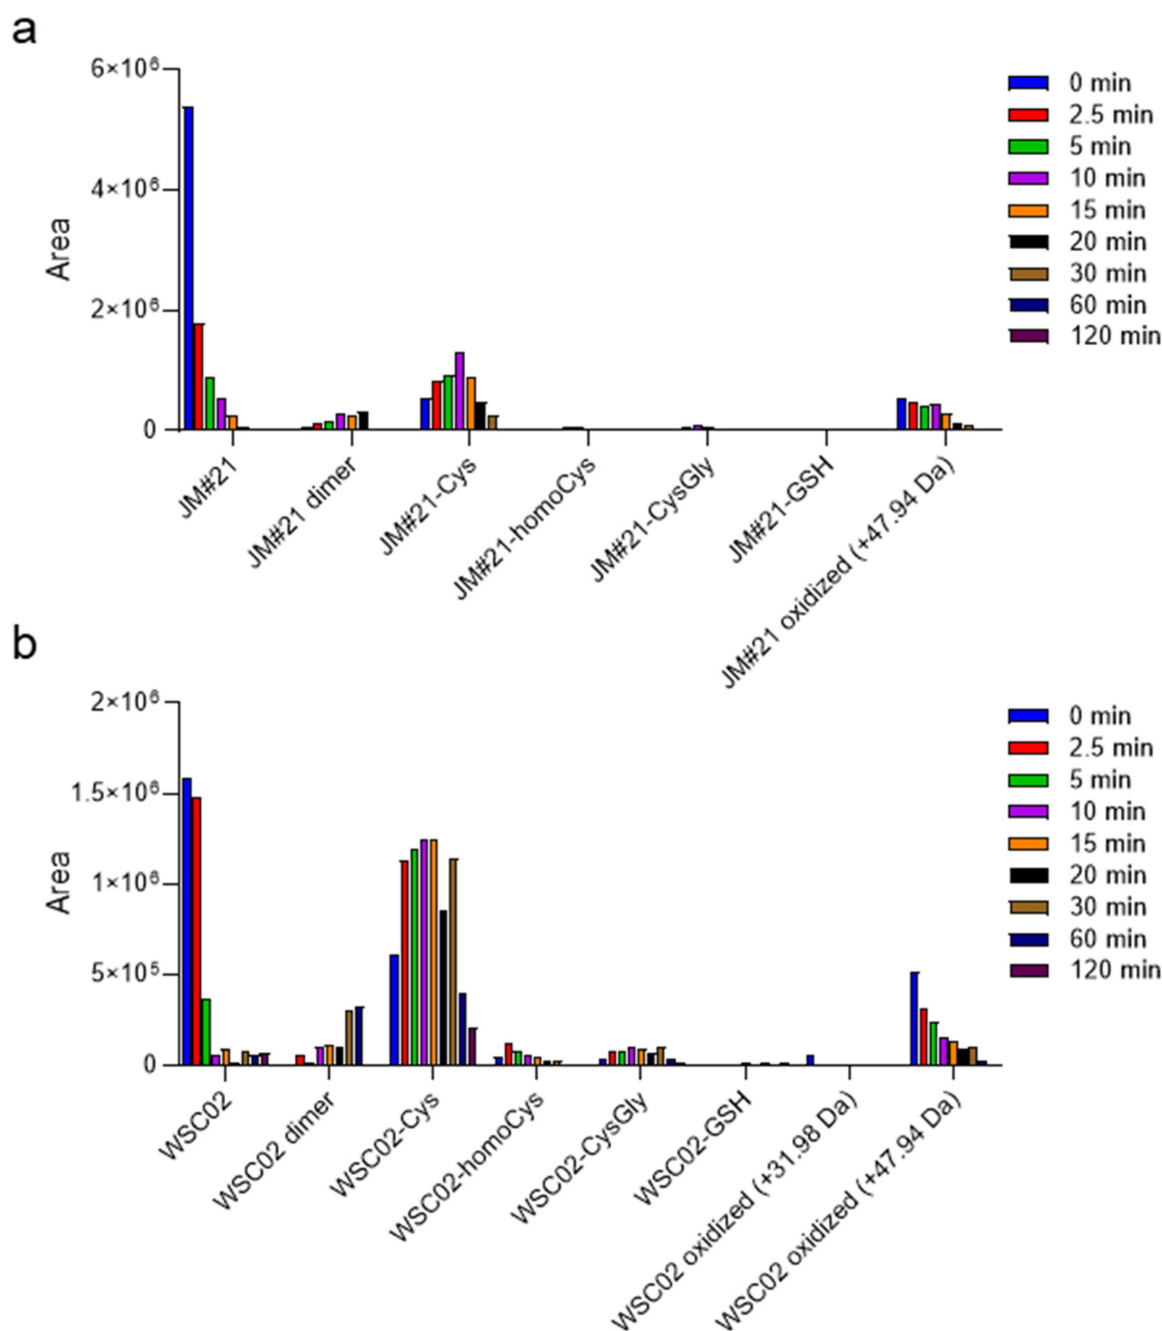 a
6×10⁶
4×10⁶
2×10⁶
0
Area
JM#21
JM#21 dimer
JM#21-Cys
JM#21-homoCys
JM#21-CysGly
JM#21-GSH
JM#21 oxidized (+47.94 Da)
0 min
2.5 min
5 min
10 min
15 min
20 min
30 min
60 min
120 min
b
2×10⁶
1.5×10⁶
1×10⁶
5×10⁵
0
Area
WSC02
WSC02 dimer
WSC02-Cys
WSC02-homoCys
WSC02-CysGly
WSC02-GSH
WSC02 oxidized (+31.98 Da)
WSC02 oxidized (+47.94 Da)
0 min
2.5 min
5 min
10 min
15 min
20 min
30 min
60 min
120 min